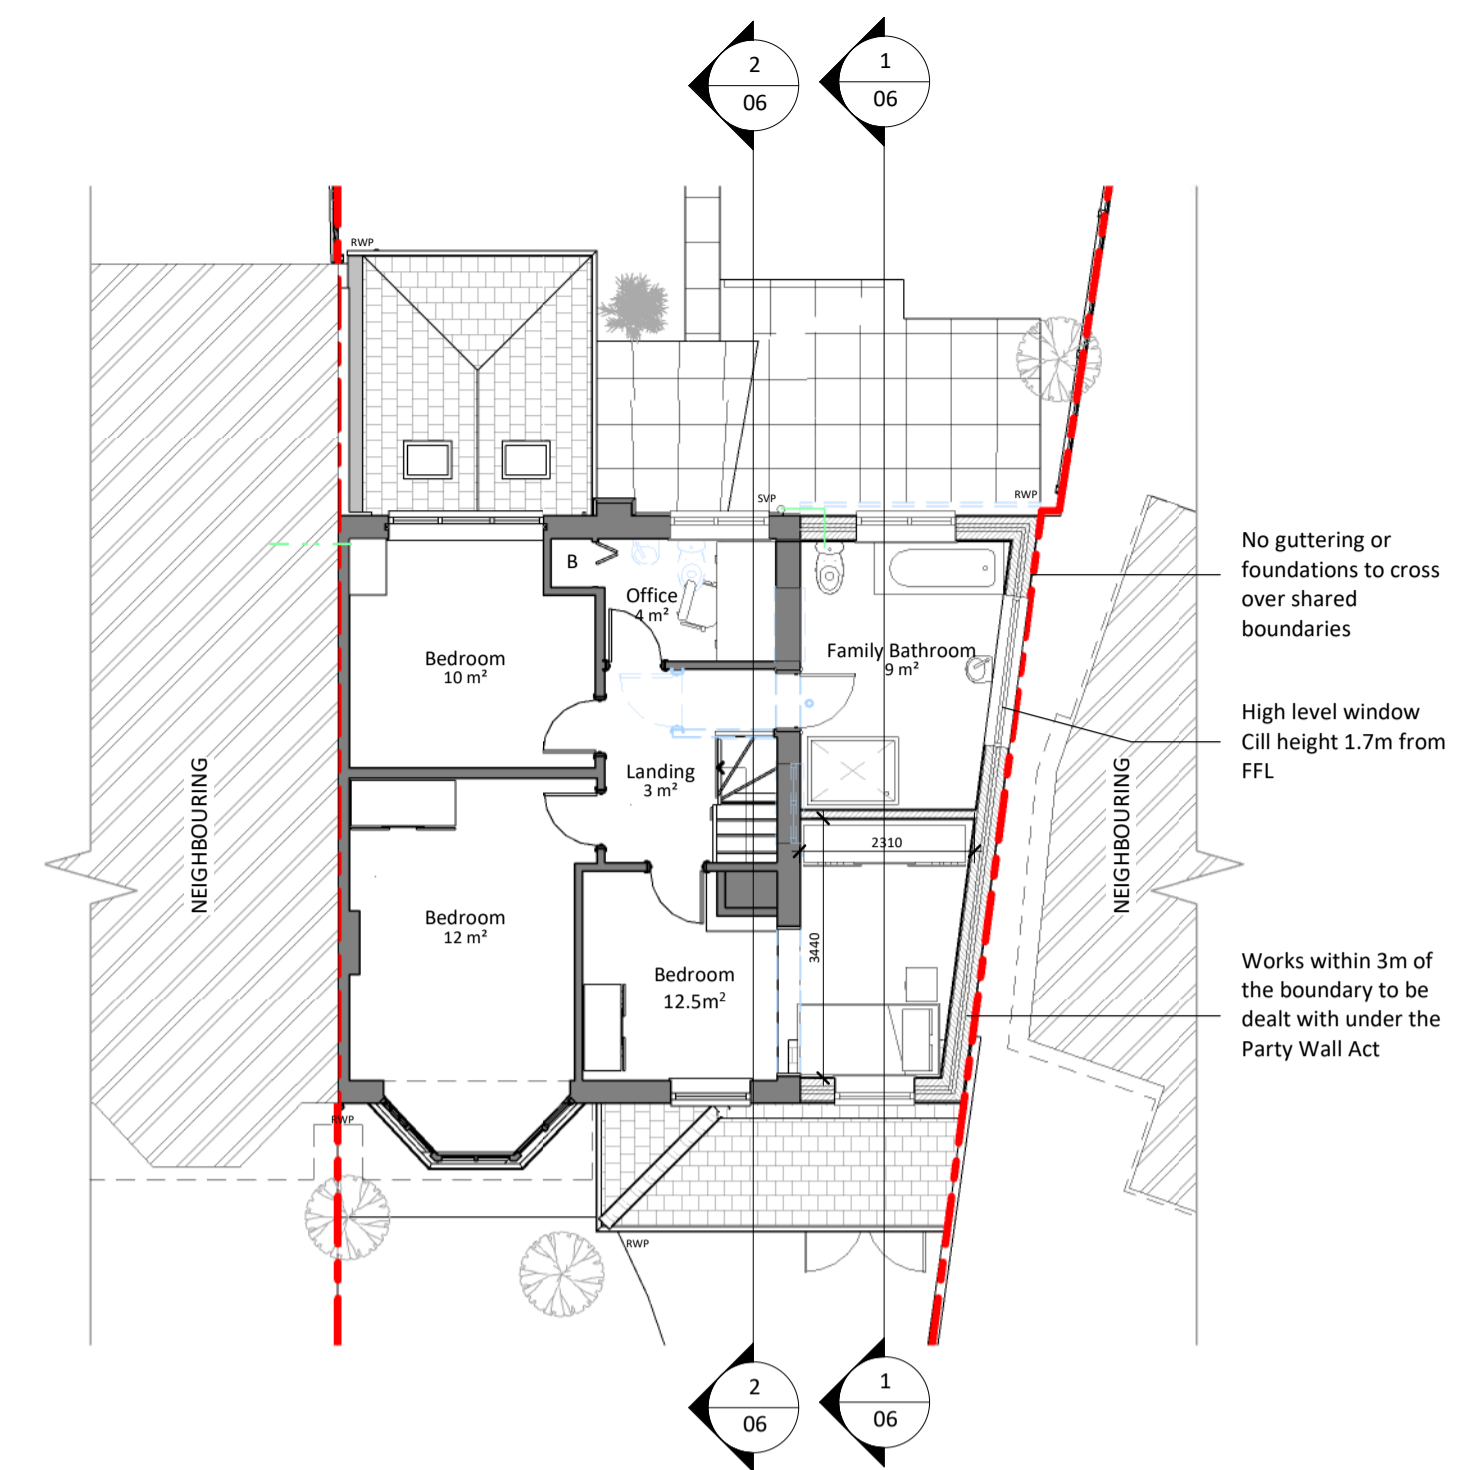 2
06
1
06
RWP
SVP
RWP
B
Office
4 m²
Bedroom
10 m²
Family Bathroom
9 m²
Landing
3 m²
2310
3440
Bedroom
12 m²
Bedroom
12.5m²
NEIGHBOURING
NEIGHBOURING
No guttering or
foundations to cross
over shared
boundaries
High level window
Cill height 1.7m from
FFL
Works within 3m of
the boundary to be
dealt with under the
Party Wall Act
RWP
RWP
2
06
1
06